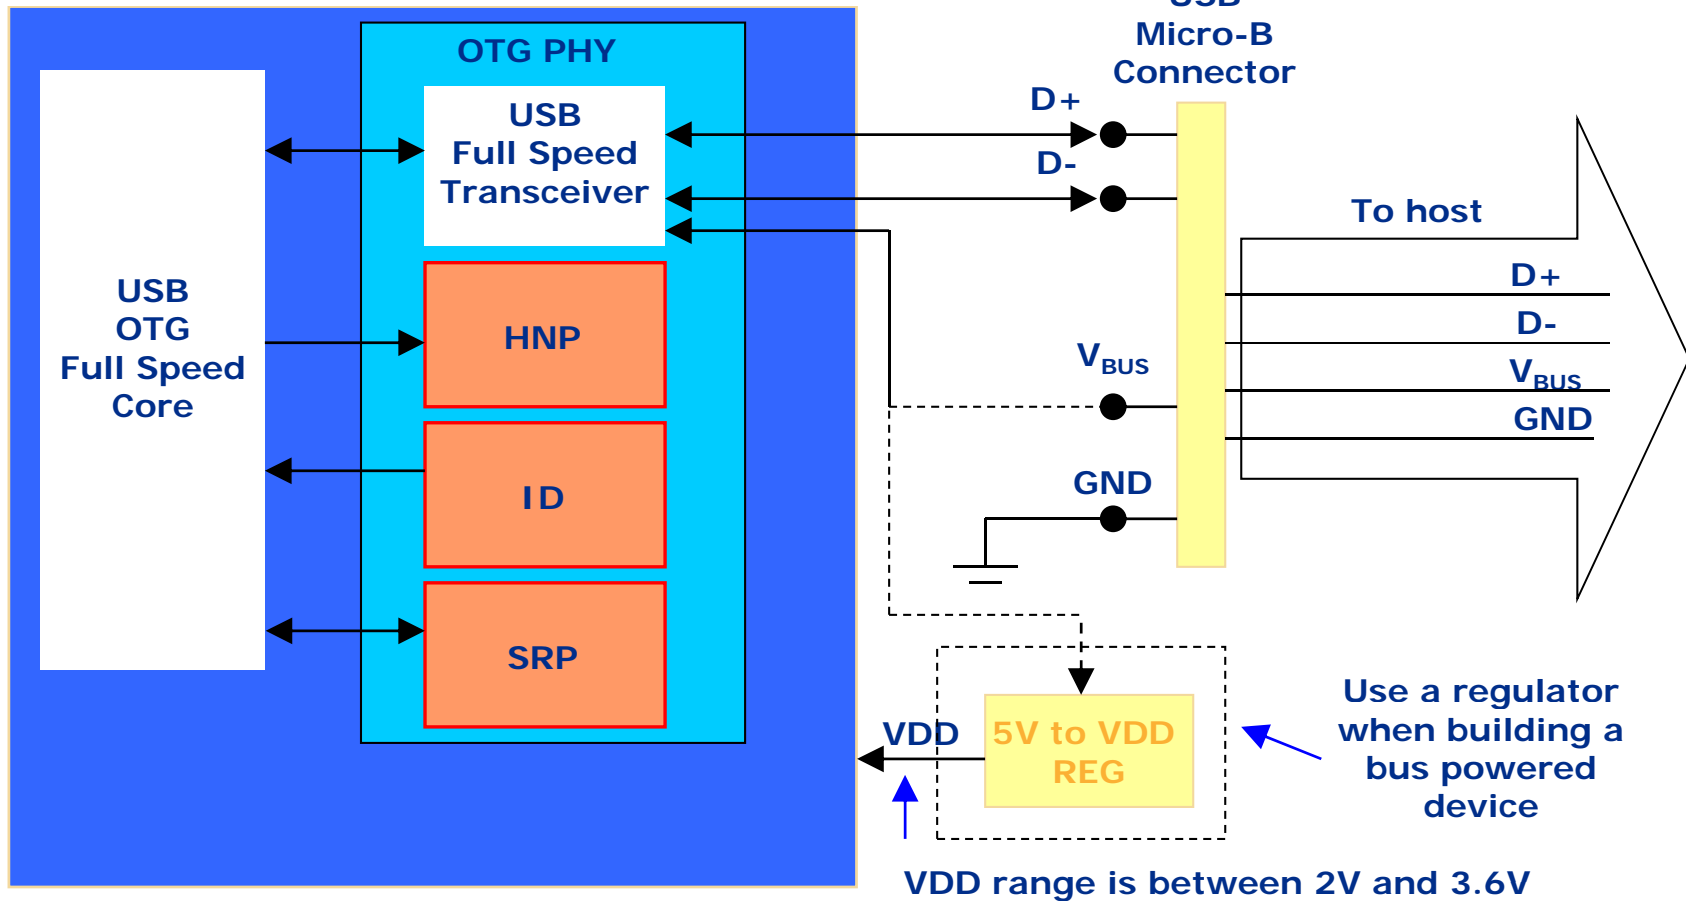 USB
Micro-B
Connector
OTG PHY
USB
Full Speed
Transceiver
D+
D-
To host
USB
OTG
Full Speed
Core
HNP
D+
D-
VBUS
VBUS
GND
GND
ID
SRP
VDD
5V to VDD
REG
Use a regulator
when building a
bus powered
device
VDD range is between 2V and 3.6V